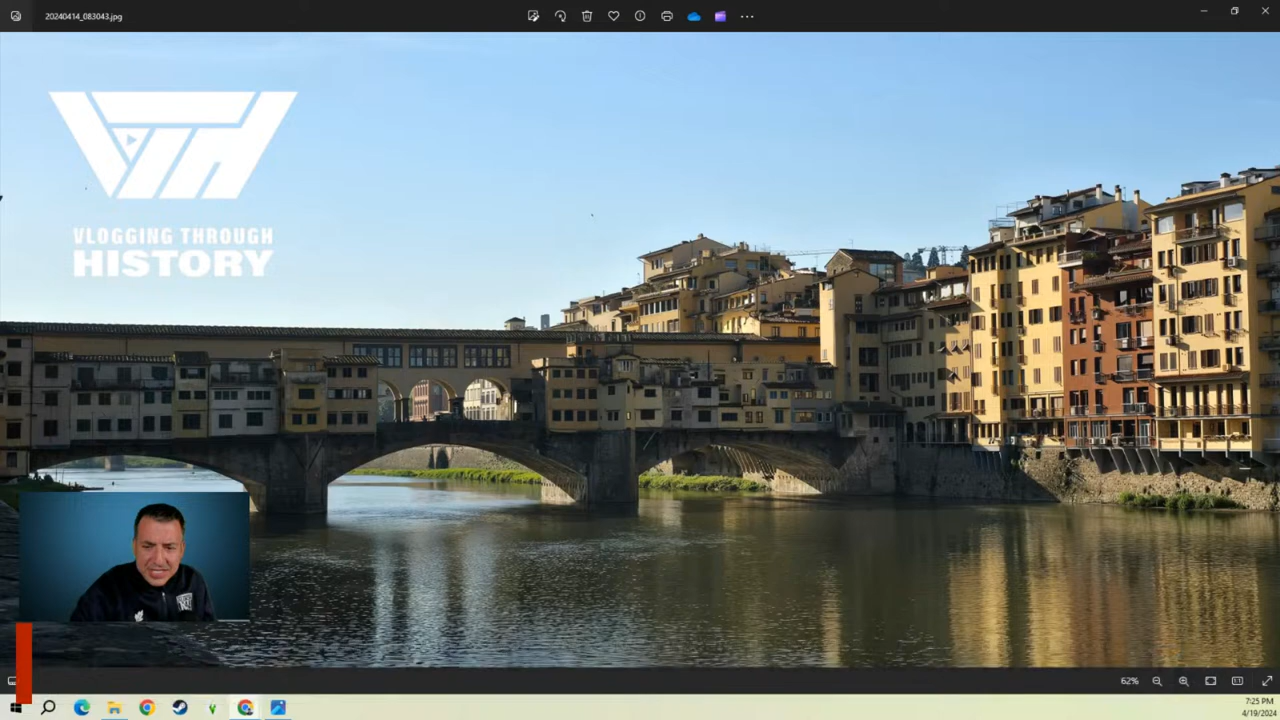 20240414_083043.jpg
VLOGGING THROUGH
HISTORY
62%
7:25 PM
4/19/2024